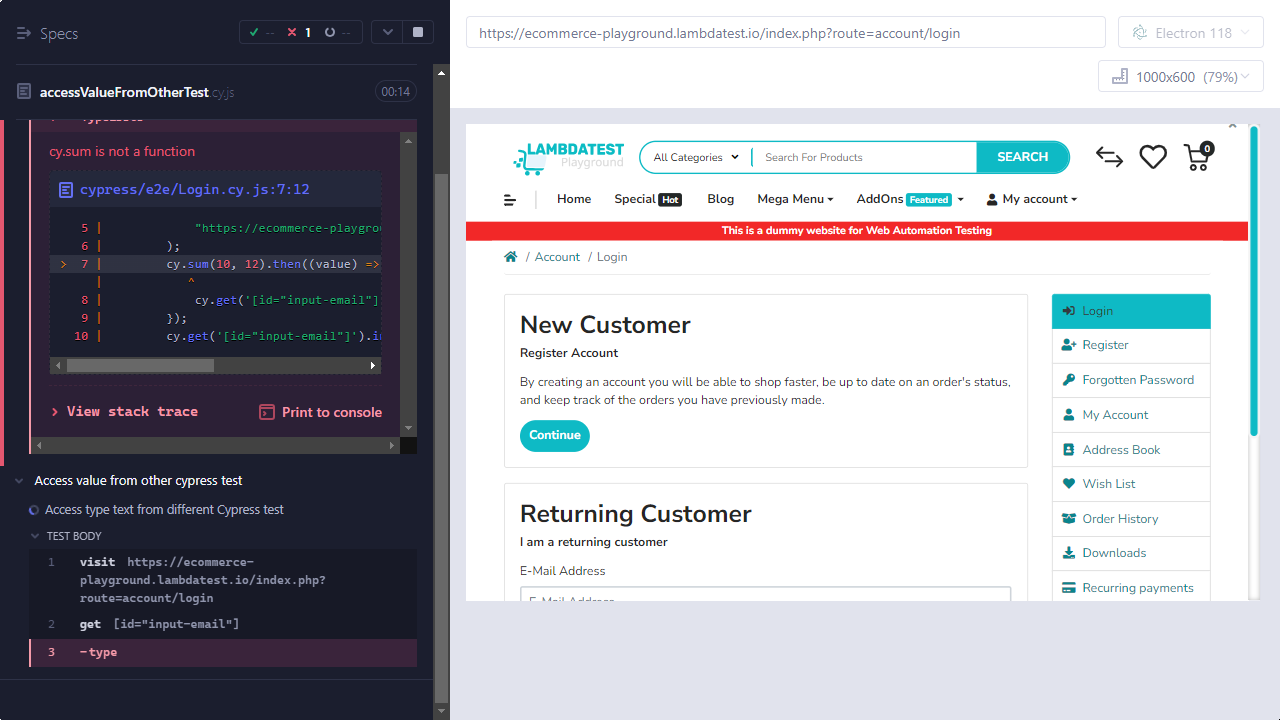 Specs
-- 1 --
accessValueFromOtherTest.cy.js 00:14
cy.sum is not a function
cypress/e2e/Login.cy.js:7:12
5 | "https://ecommerce-playgrou
6 | );
> 7 | cy.sum(10, 12).then((value) =>
| ^
8 | cy.get('[id="input-email"]
9 | });
10 | cy.get('[id="input-email"]').in
> View stack trace
Print to console
Access value from other cypress test
Access type text from different Cypress test
TEST BODY
1 visit https://ecommerce-
playground.lambdatest.io/index.php?
route=account/login
2 get [id="input-email"]
3 -type
https://ecommerce-playground.lambdatest.io/index.php?route=account/login
Electron 118
1000x600 (79%)
LAMBDATEST
Playground
All Categories
Search For Products
SEARCH
0
Home
Special Hot
Blog
Mega Menu
AddOns Featured
My account
This is a dummy website for Web Automation Testing
/ Account / Login
New Customer
Register Account
By creating an account you will be able to shop faster, be up to date on an order's status,
and keep track of the orders you have previously made.
Continue
Returning Customer
I am a returning customer
E-Mail Address
E-Mail Address
Login
Register
Forgotten Password
My Account
Address Book
Wish List
Order History
Downloads
Recurring payments